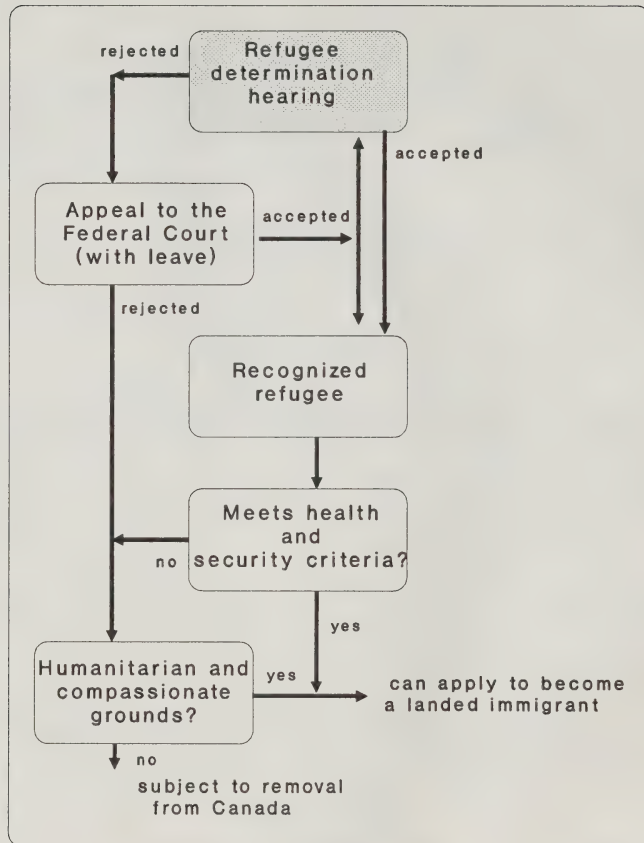 rejected
Refugee
determination
hearing
accepted
Appeal to the
Federal Court
(with leave)
accepted
rejected
Recognized
refugee
Meets health
and
security criteria?
no
yes
Humanitarian and
compassionate
grounds?
yes
can apply to become
a landed immigrant
no
subject to removal
from Canada